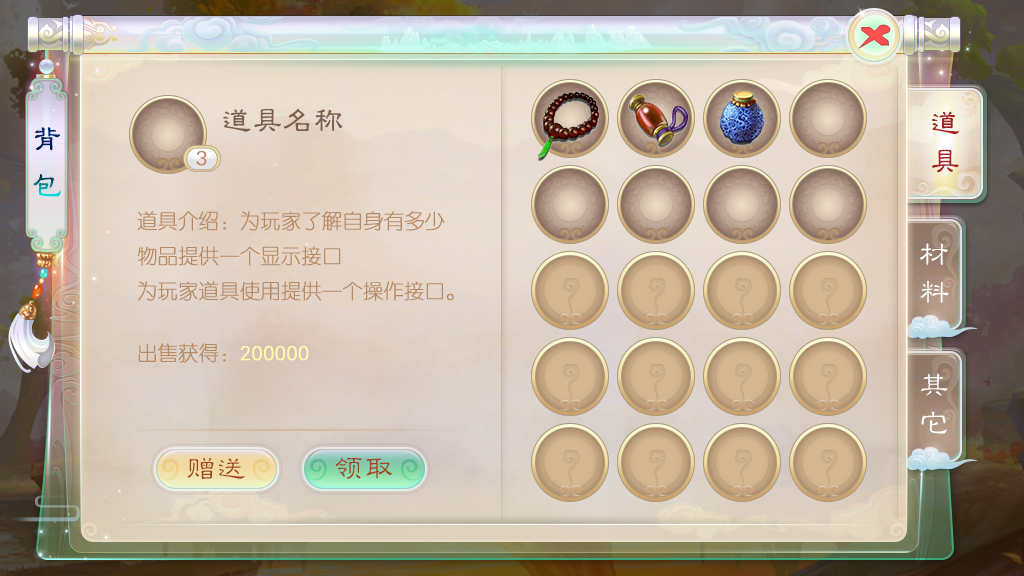 背包
道具名称
3
道具介绍：为玩家了解自身有多少
物品提供一个显示接口
为玩家道具使用提供一个操作接口。
出售获得：200000
赠送
领取
道具
材料
其它